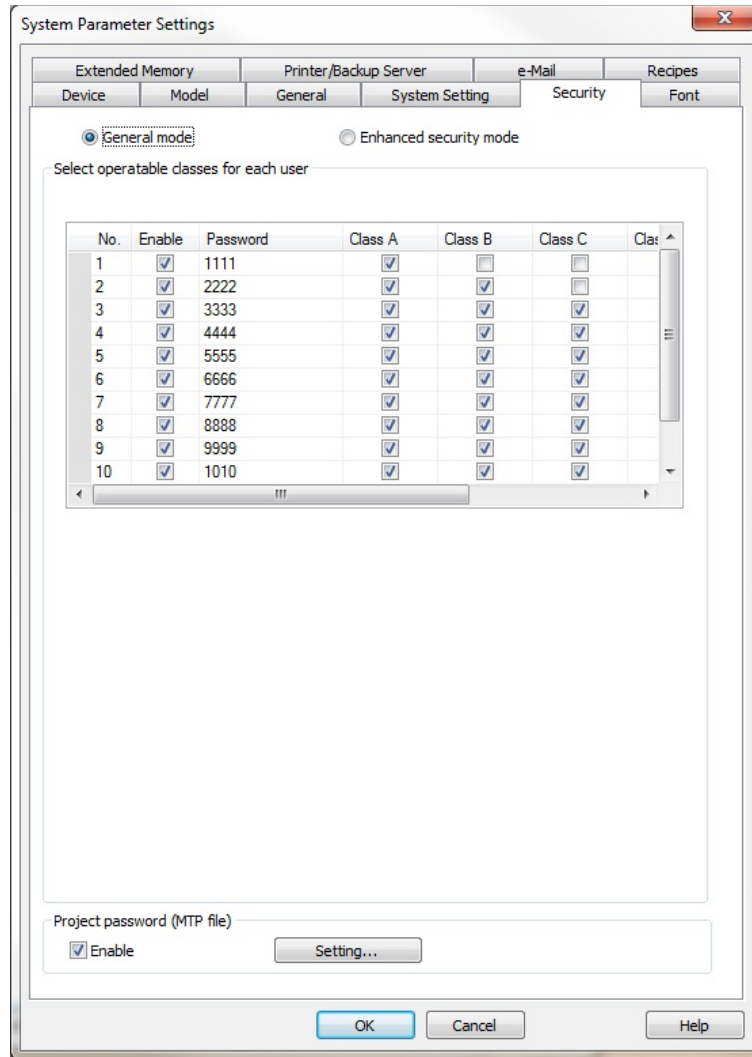 System Parameter Settings
Extended Memory Printer/Backup Server e-Mail Recipes
Device Model General System Setting Security Font
General mode Enhanced security mode
Select operatable classes for each user
No. Enable Password Class A Class B Class C Clas
1 1111
2 2222
3 3333
4 4444
5 5555
6 6666
7 7777
8 8888
9 9999
10 1010
Project password (MTP file)
Enable Setting...
OK Cancel Help